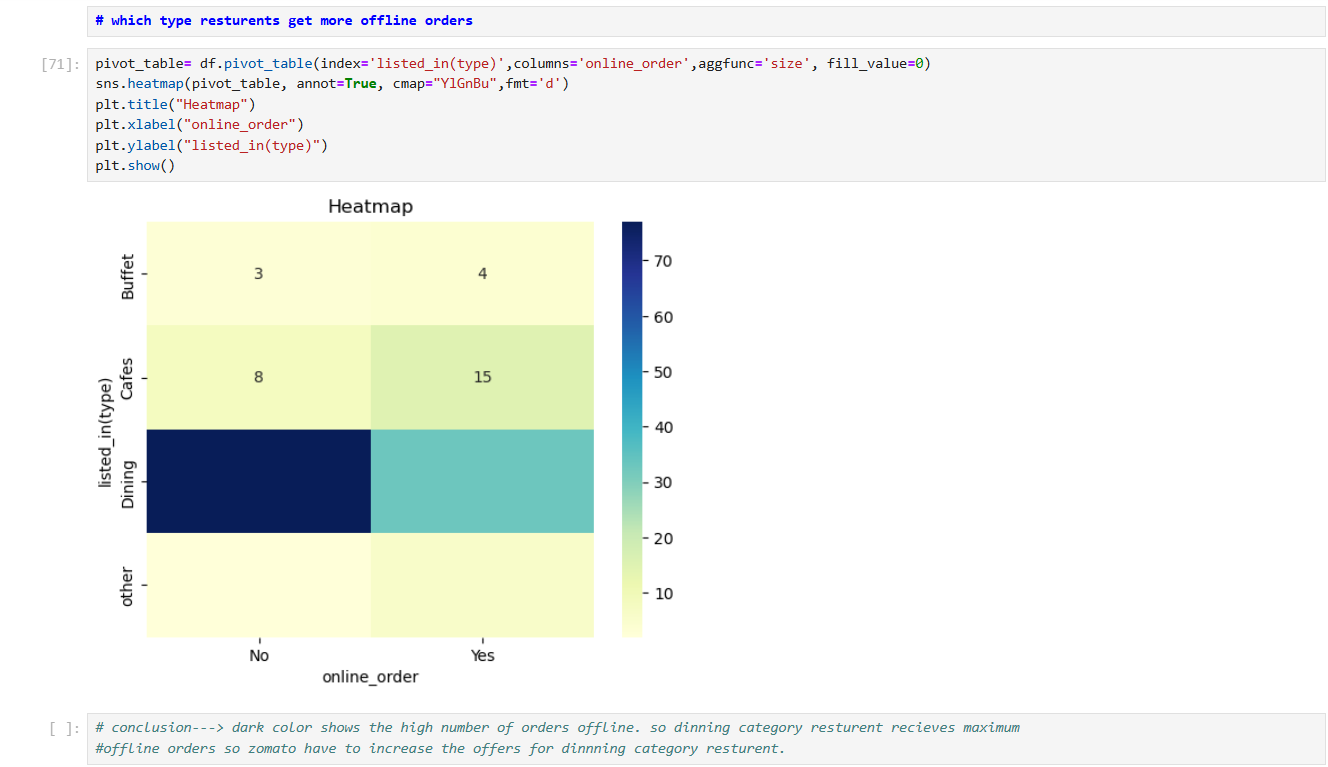 # which type resturents get more offline orders
[71]:
pivot_table= df.pivot_table(index='listed_in(type)',columns='online_order',aggfunc='size', fill_value=0)
sns.heatmap(pivot_table, annot=True, cmap="YlGnBu",fmt='d')
plt.title("Heatmap")
plt.xlabel("online_order")
plt.ylabel("listed_in(type)")
plt.show()
Heatmap
Buffet
3
4
Cafes
8
15
Dining
other
listed_in(type)
No
Yes
online_order
70
60
50
40
30
20
10
[ ]:
# conclusion---> dark color shows the high number of orders offline. so dinning category resturent recieves maximum
#offline orders so zomato have to increase the offers for dinnning category resturent.